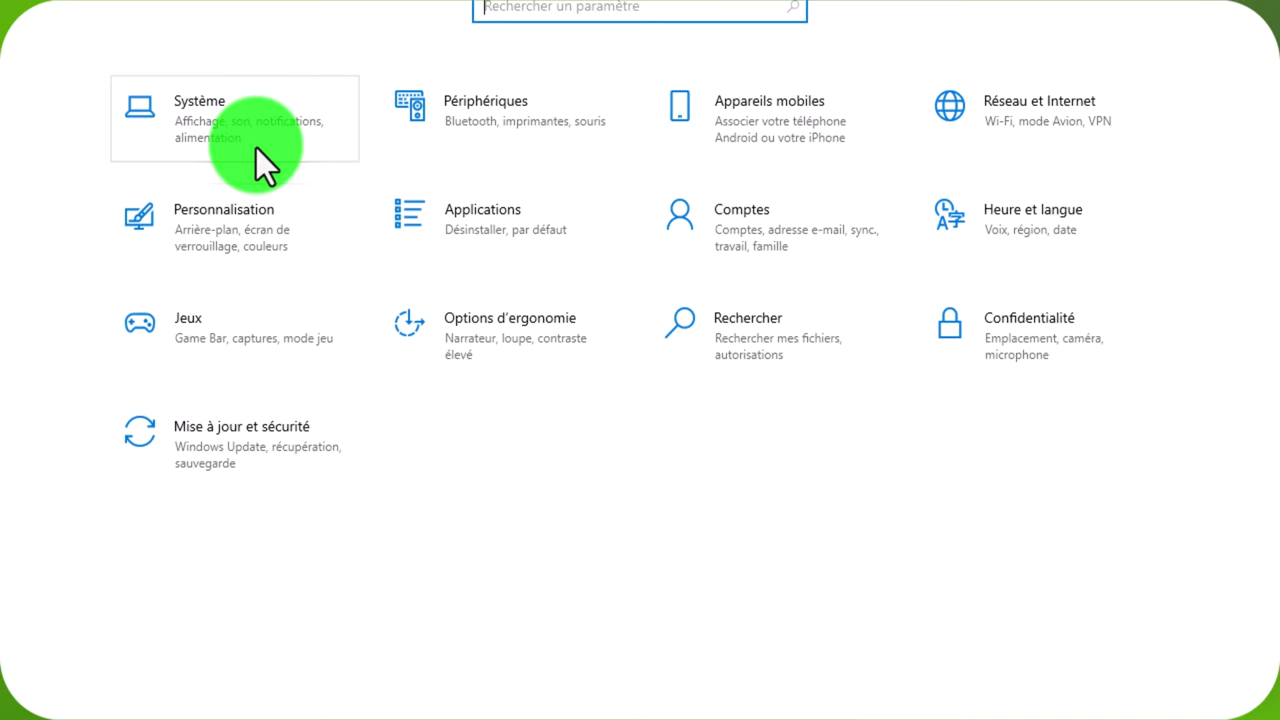 Rechercher un paramètre
Système
Affichage, son, notifications,
alimentation
Périphériques
Bluetooth, imprimantes, souris
Appareils mobiles
Associer votre téléphone
Android ou votre iPhone
Réseau et Internet
Wi-Fi, mode Avion, VPN
Personnalisation
Arrière-plan, écran de
verrouillage, couleurs
Applications
Désinstaller, par défaut
Comptes
Comptes, adresse e-mail, sync.,
travail, famille
Heure et langue
Voix, région, date
Jeux
Game Bar, captures, mode jeu
Options d’ergonomie
Narrateur, loupe, contraste
élevé
Rechercher
Rechercher mes fichiers,
autorisations
Confidentialité
Emplacement, caméra,
microphone
Mise à jour et sécurité
Windows Update, récupération,
sauvegarde